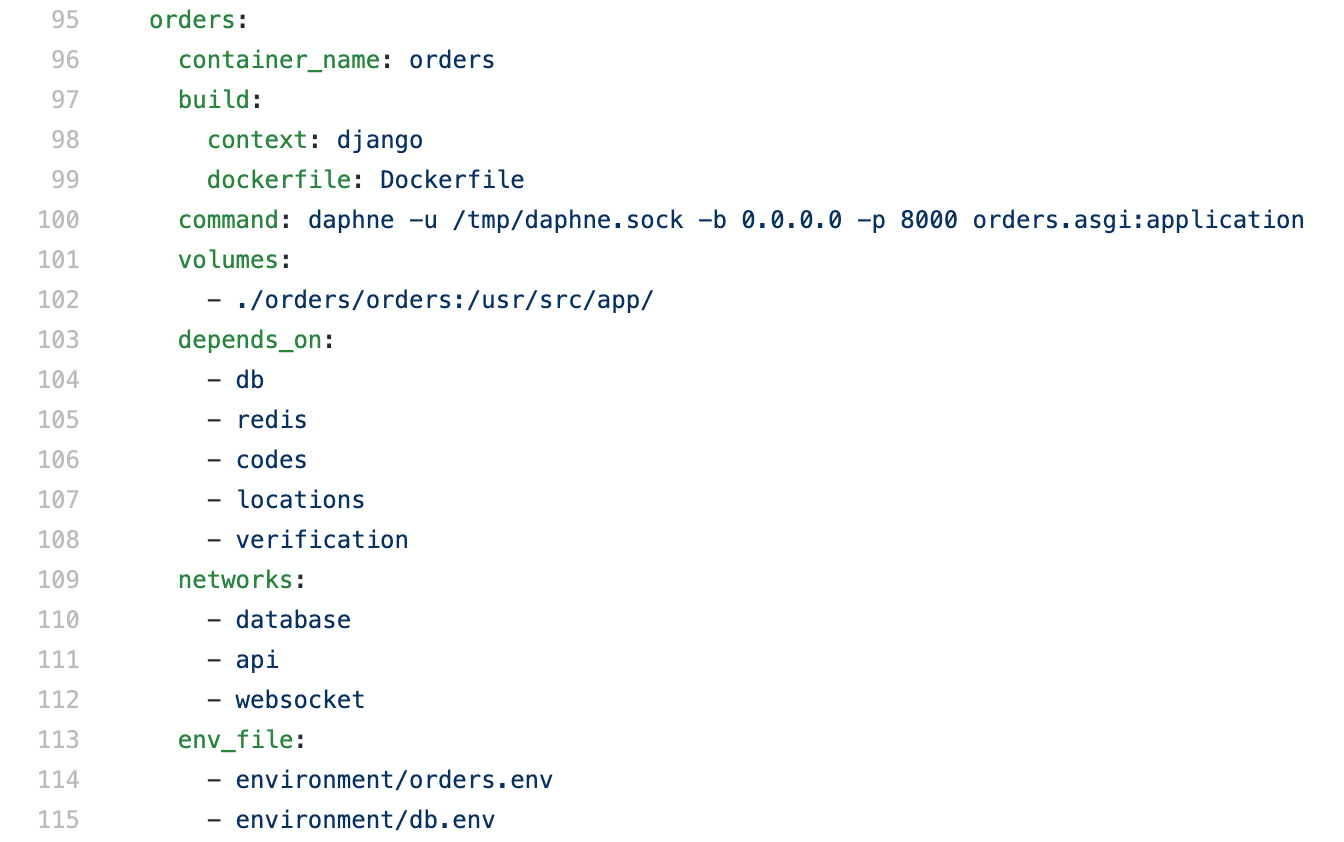 95 orders:
96 container_name: orders
97 build:
98 context: django
99 dockerfile: Dockerfile
100 command: daphne -u /tmp/daphne.sock -b 0.0.0.0 -p 8000 orders.asgi:application
101 volumes:
102 - ./orders/orders:/usr/src/app/
103 depends_on:
104 - db
105 - redis
106 - codes
107 - locations
108 - verification
109 networks:
110 - database
111 - api
112 - websocket
113 env_file:
114 - environment/orders.env
115 - environment/db.env